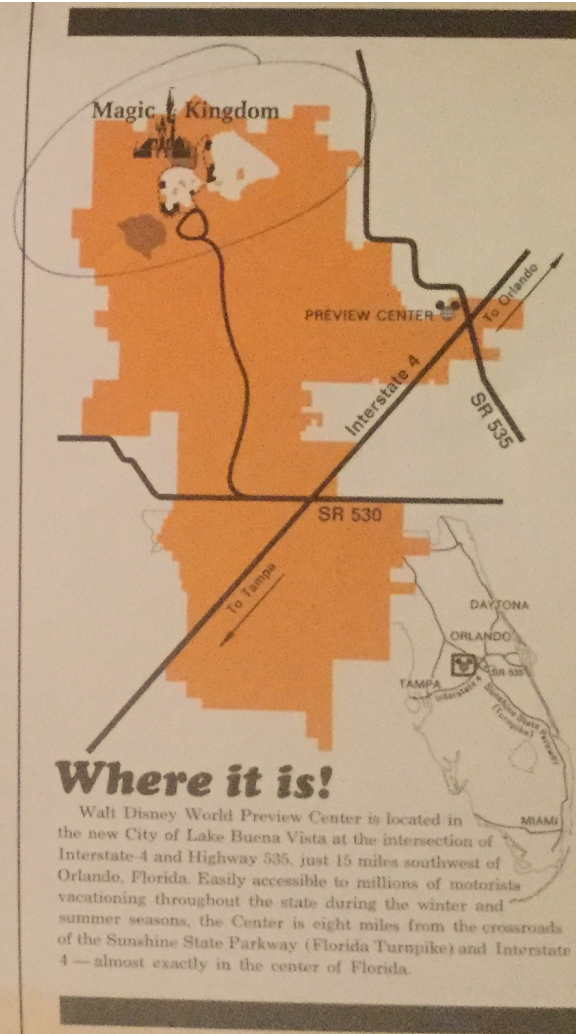 Magic Kingdom
PREVIEW CENTER
To Orlando
Interstate 4
SR 535
SR 530
To Tampa
DAYTONA
ORLANDO
SR 535
TAMPA
Interstate 4
Sunshine State Parkway
(Turnpike)
MIAMI
Where it is!
Walt Disney World Preview Center is located in
the new City of Lake Buena Vista at the intersection of
Interstate-4 and Highway 535, just 15 miles southwest of
Orlando, Florida. Easily accessible to millions of motorists
vacationing throughout the state during the winter and
summer seasons, the Center is eight miles from the crossroads
of the Sunshine State Parkway (Florida Turnpike) and Interstate
4 — almost exactly in the center of Florida.